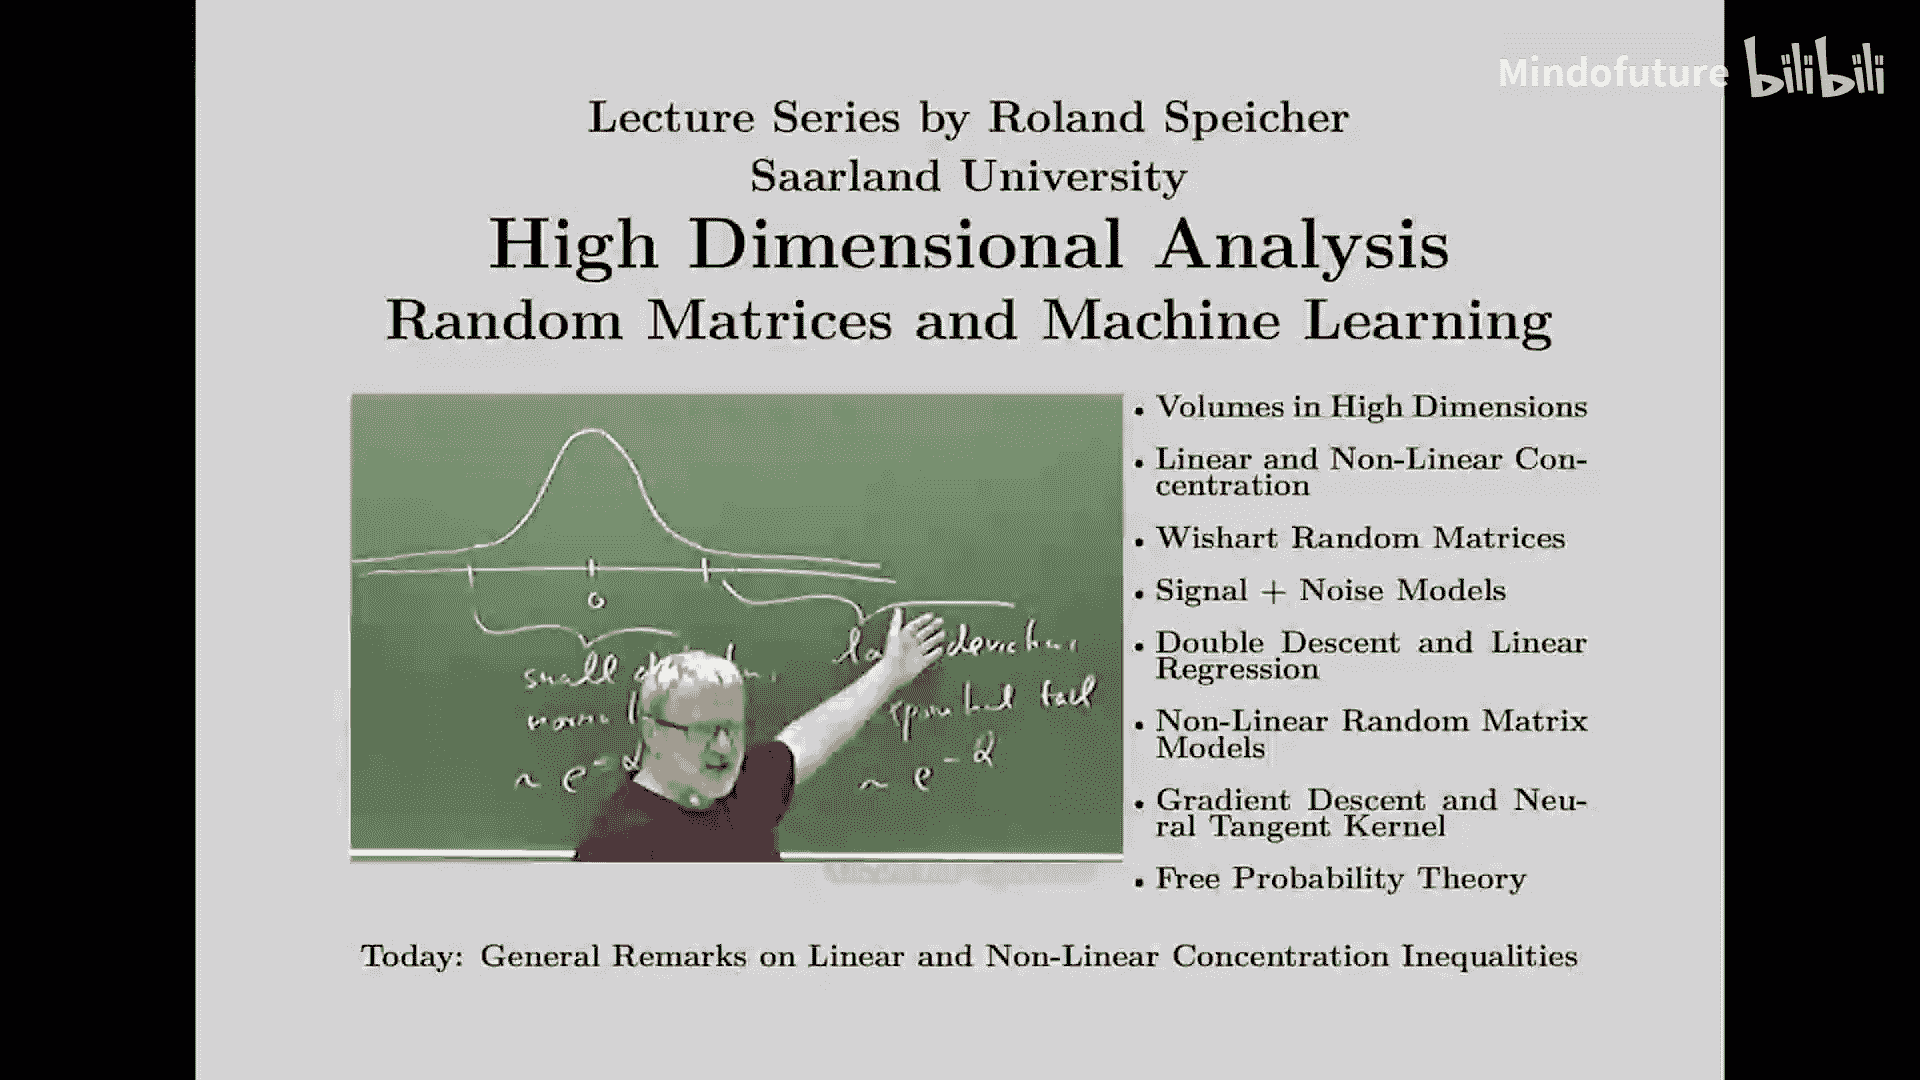 Mindofuture bilibili
Lecture Series by Roland Speicher
Saarland University
High Dimensional Analysis
Random Matrices and Machine Learning
• Volumes in High Dimensions
• Linear and Non-Linear Con-
centration
• Wishart Random Matrices
• Signal + Noise Models
• Double Descent and Linear
Regression
• Non-Linear Random Matrix
Models
• Gradient Descent and Neu-
ral Tangent Kernel
• Free Probability Theory
0
small
tail
~ e^-α
~ e^-α
Today: General Remarks on Linear and Non-Linear Concentration Inequalities